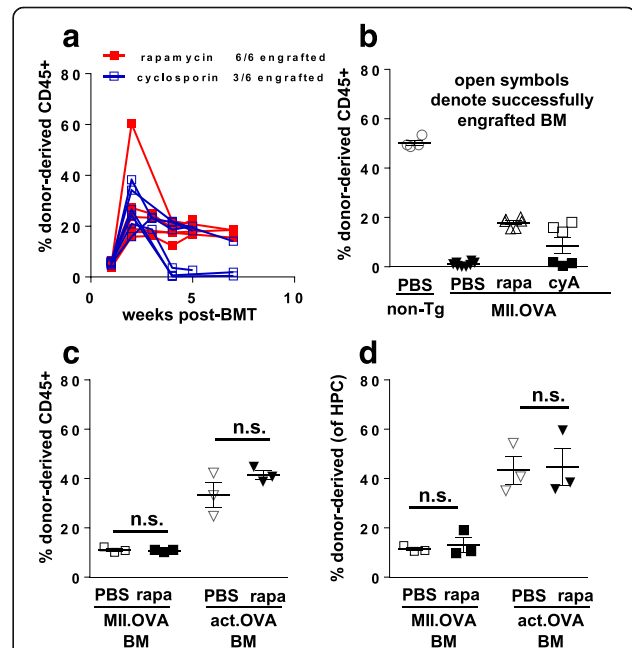 a
rapamycin 6/6 engrafted
cyclosporin 3/6 engrafted
% donor-derived CD45+
80
60
40
20
0
0 5 10
weeks post-BMT
b
open symbols
denote successfully
engrafted BM
% donor-derived CD45+
80
60
40
20
0
PBS PBS rapa cyA
non-Tg MII.OVA
c
% donor-derived CD45+
80
60
40
20
0
n.s.
n.s.
PBS rapa PBS rapa
MII.OVA act.OVA
BM BM
d
% donor-derived (of HPC)
80
60
40
20
0
n.s.
n.s.
PBS rapa PBS rapa
MII.OVA act.OVA
BM BM